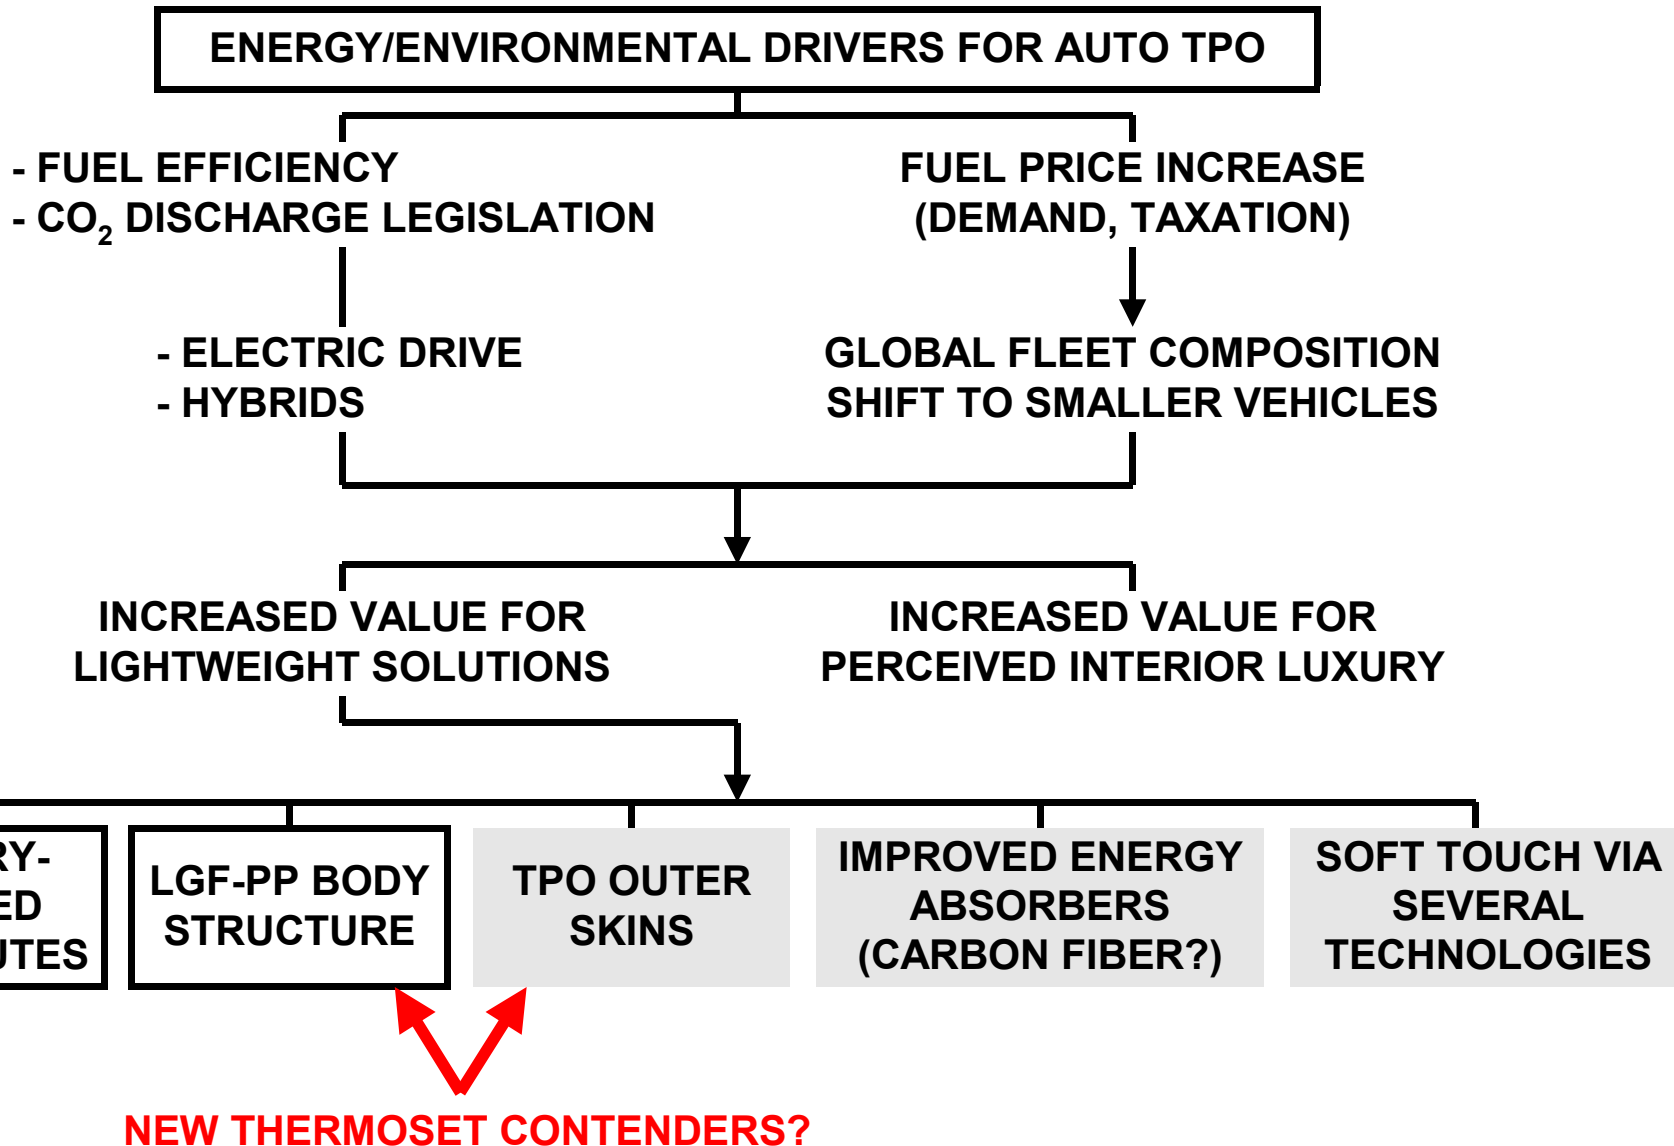 ENERGY/ENVIRONMENTAL DRIVERS FOR AUTO TPO
- FUEL EFFICIENCY
- CO₂ DISCHARGE LEGISLATION
FUEL PRICE INCREASE
(DEMAND, TAXATION)
- ELECTRIC DRIVE
- HYBRIDS
GLOBAL FLEET COMPOSITION
SHIFT TO SMALLER VEHICLES
INCREASED VALUE FOR
LIGHTWEIGHT SOLUTIONS
INCREASED VALUE FOR
PERCEIVED INTERIOR LUXURY
LGF-PP BODY
STRUCTURE
TPO OUTER
SKINS
IMPROVED ENERGY
ABSORBERS
(CARBON FIBER?)
SOFT TOUCH VIA
SEVERAL
TECHNOLOGIES
NEW THERMOSET CONTENDERS?